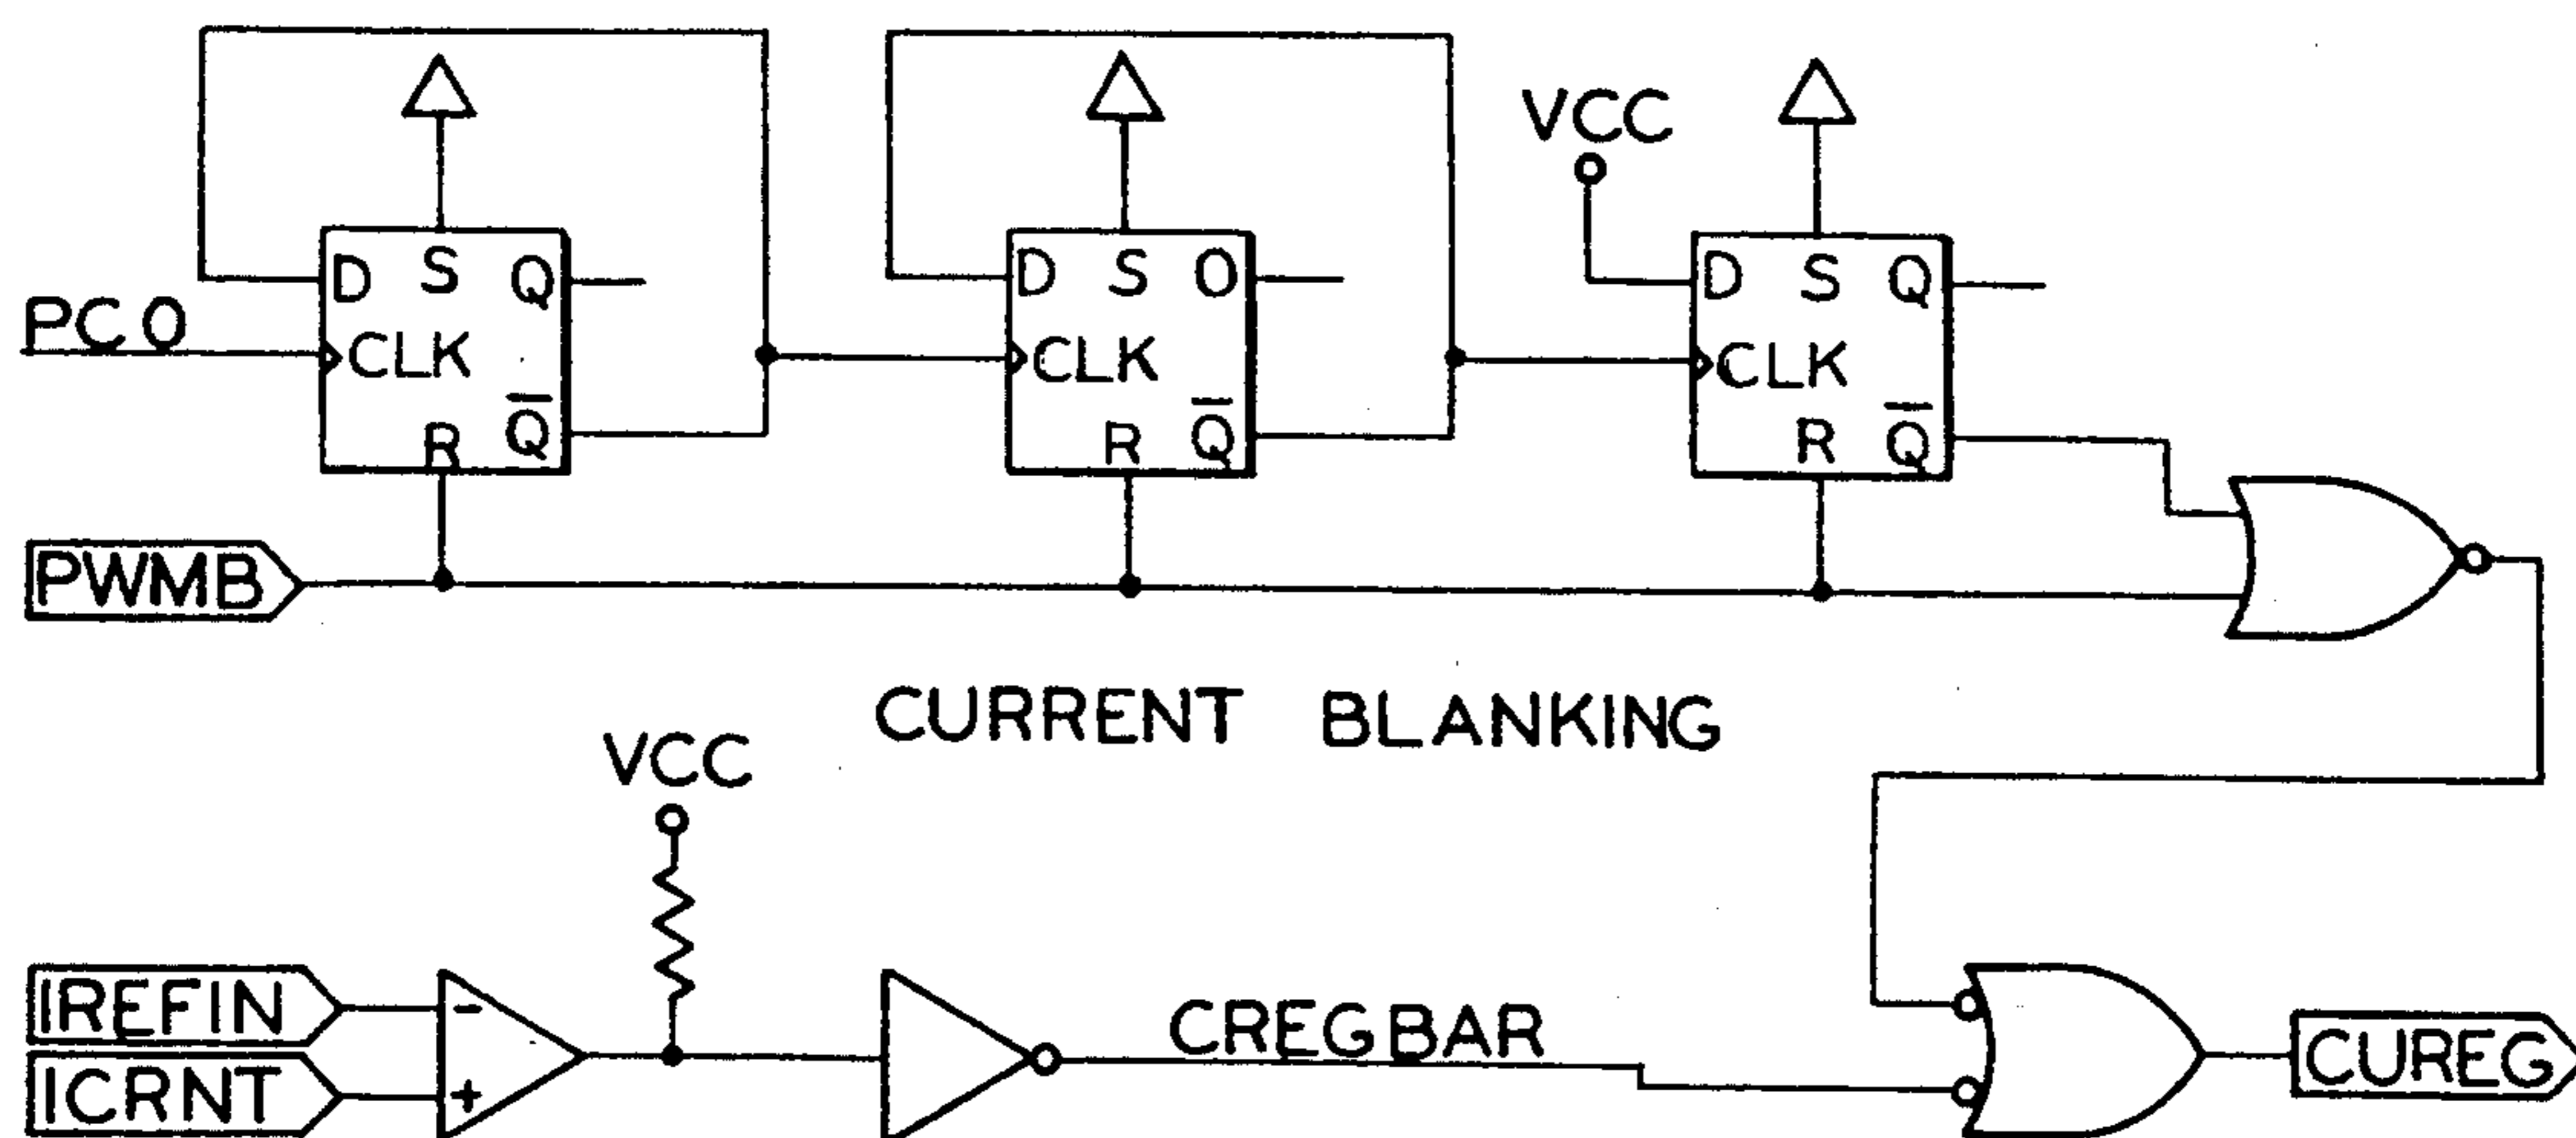 VCC
D S Q
D S O
D S Q
PC0
CLK
CLK
CLK
R Q̅
R Q̅
R Q̅
PWMB
CURRENT BLANKING
VCC
IREFIN
-
CREGBAR
CUREG
ICRNT
+